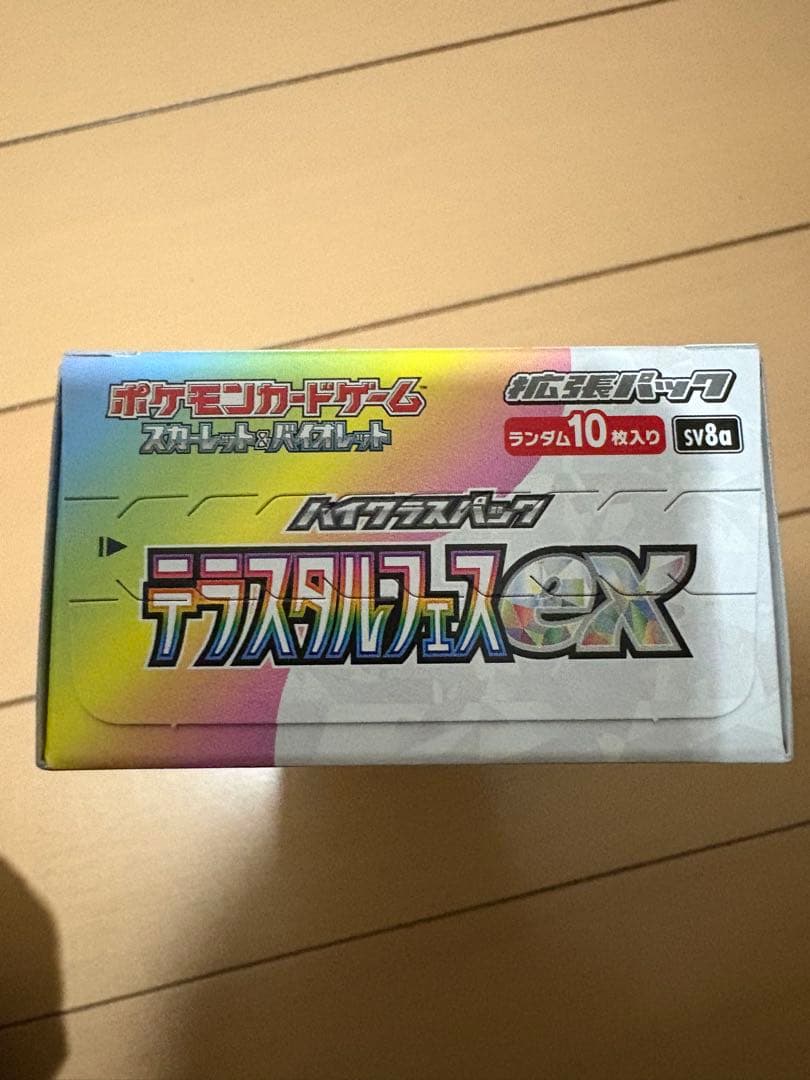 ポケモンカードゲーム™
スカーレット&バイオレット
拡張パック
ランダム10枚入り
SV8a
ハイクラスパック
テラスタルフェスex